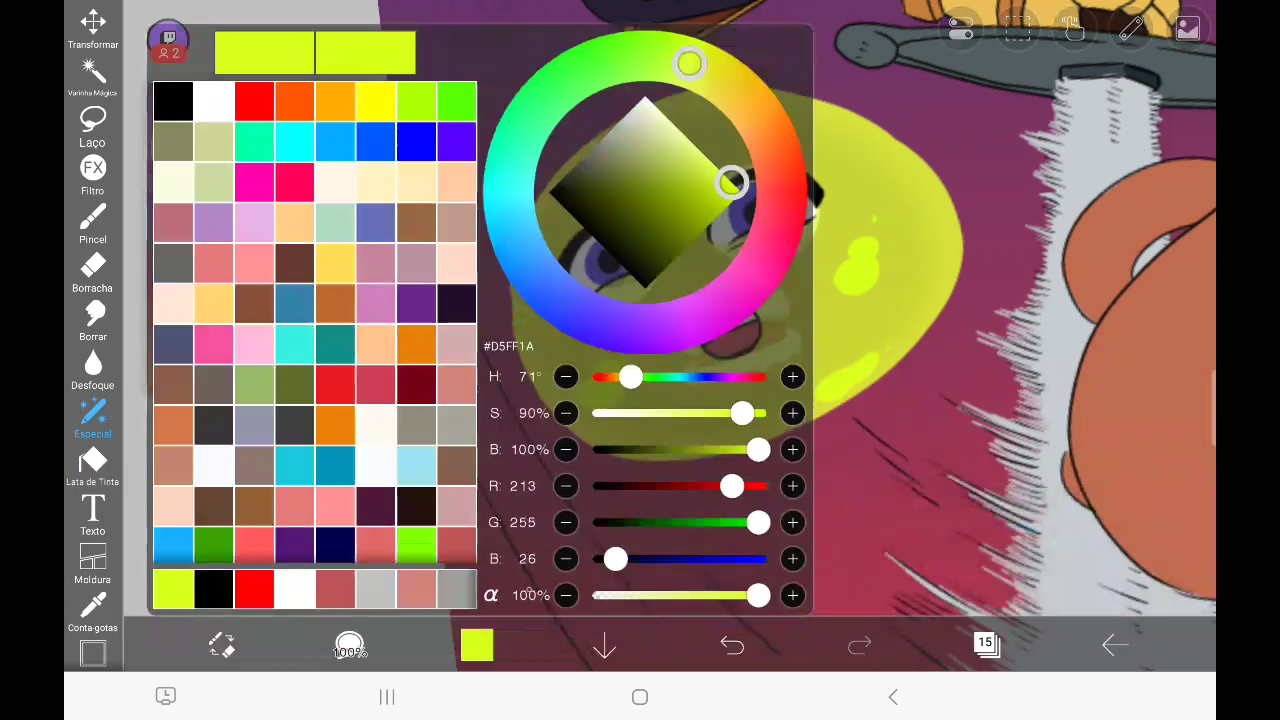 Transformar
Varinha Mágica
Laço
FX
Filtro
Pincel
Borracha
Borrar
Desfoque
Especial
Lata de Tinta
T
Texto
Moldura
Conta-gotas
2
#D5FF1A
H: 71°
S: 90%
B: 100%
R: 213
G: 255
B: 26
α 100%
100%
15